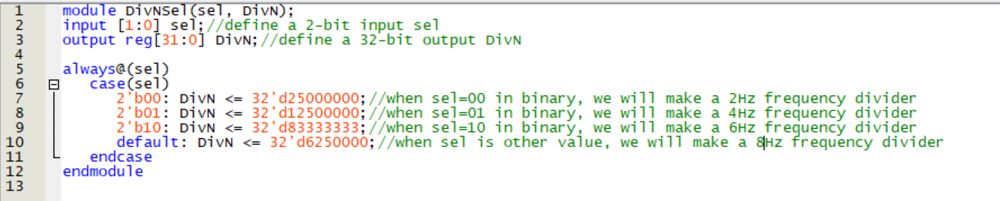 1 module DivNSel(sel, DivN);
2 input [1:0] sel;//define a 2-bit input sel
3 output reg[31:0] DivN;//define a 32-bit output DivN
4
5 always@(sel)
6 case(sel)
7 2'b00: DivN <= 32'd25000000;//when sel=00 in binary, we will make a 2Hz frequency divider
8 2'b01: DivN <= 32'd12500000;//when sel=01 in binary, we will make a 4Hz frequency divider
9 2'b10: DivN <= 32'd83333333;//when sel=10 in binary, we will make a 6Hz frequency divider
10 default: DivN <= 32'd6250000;//when sel is other value, we will make a 8Hz frequency divider
11 endcase
12 endmodule
13